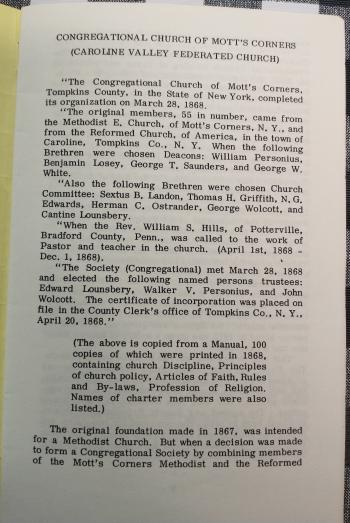 CONGREGATIONAL CHURCH OF MOTT'S CORNERS
(CAROLINE VALLEY FEDERATED CHURCH)
"The Congregational Church of Mott's Corners,
Tompkins County, in the State of New York, completed
its organization on March 28, 1868.
"The original members, 55 in number, came from
the Methodist E. Church, of Mott's Corners, N. Y., and
from the Reformed Church, of America, in the town of
Caroline, Tompkins Co., N. Y. When the following
Brethren were chosen Deacons: William Personius,
Benjamin Losey, George T. Saunders, and George W.
White.
"Also the following Brethren were chosen Church
Committee: Sextus B. Landon, Thomas H. Griffith, N. G.
Edwards, Herman C. Ostrander, George Wolcott, and
Cantine Lounsbery.
"When the Rev. William S. Hills, of Potterville,
Bradford County, Penn., was called to the work of
Pastor and teacher in the church. (April 1st, 1868 -
Dec. 1, 1868).
"The Society (Congregational) met March 28, 1868
and elected the following named persons trustees:
Edward Lounsbery, Walker V. Personius, and John
Wolcott. The certificate of incorporation was placed on
file in the County Clerk's office of Tompkins Co., N. Y.,
April 20, 1868."
(The above is copied from a Manual, 100
copies of which were printed in 1868,
containing church Discipline, Principles
of church policy, Articles of Faith, Rules
and By-laws, Profession of Religion.
Names of charter members were also
listed.)
The original foundation made in 1867, was intended
for a Methodist Church. But when a decision was made
to form a Congregational Society by combining members
of the Mott's Corners Methodist and the Reformed